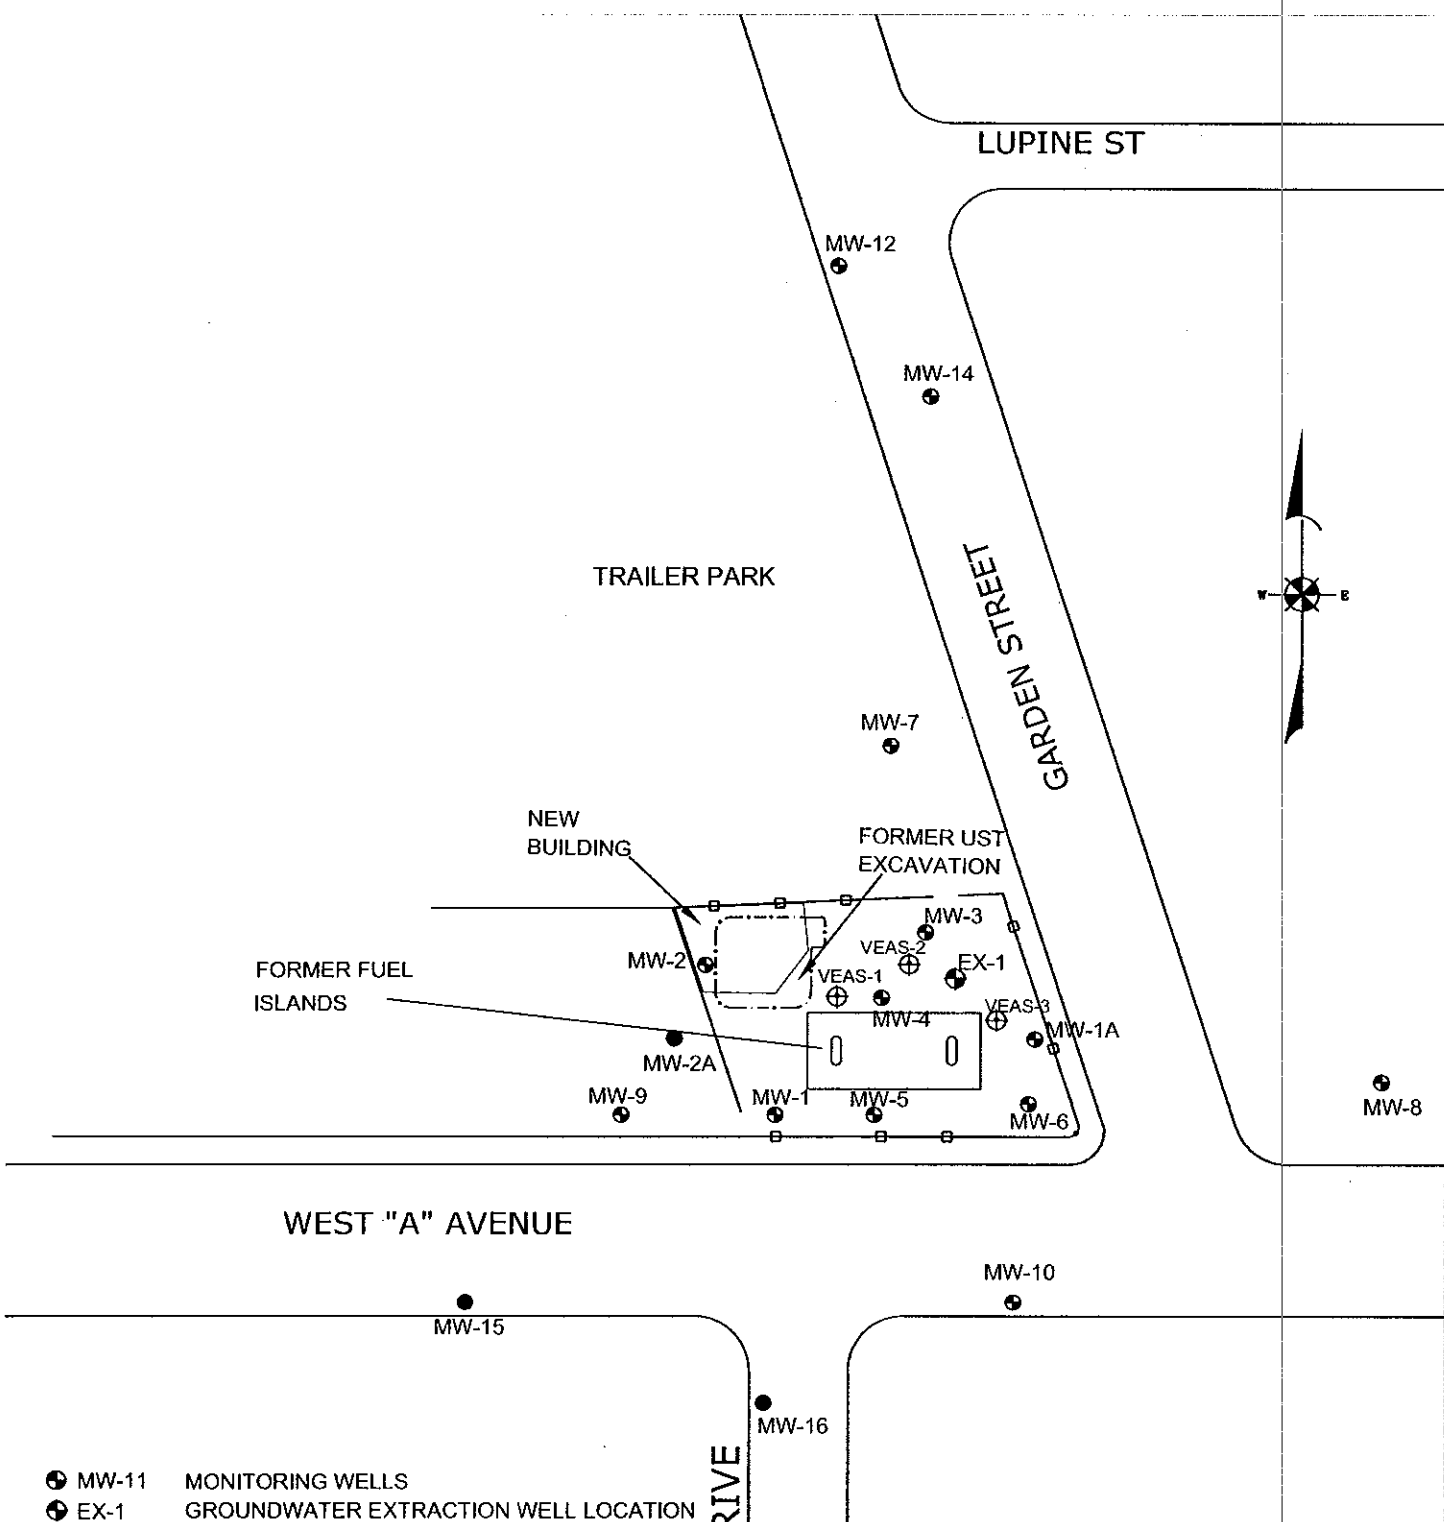 LUPINE ST
MW-12
MW-14
GARDEN STREET
W E
TRAILER PARK
MW-7
NEW
BUILDING
FORMER UST
EXCAVATION
MW-3
VEAS-2
MW-2
EX-1
FORMER FUEL
ISLANDS
VEAS-1
VEAS-3
MW-4
MW-1A
MW-2A
MW-9
MW-1
MW-5
MW-6
MW-8
WEST "A" AVENUE
MW-10
MW-15
MW-16
RIVE
MW-11 MONITORING WELLS
EX-1 GROUNDWATER EXTRACTION WELL LOCATION